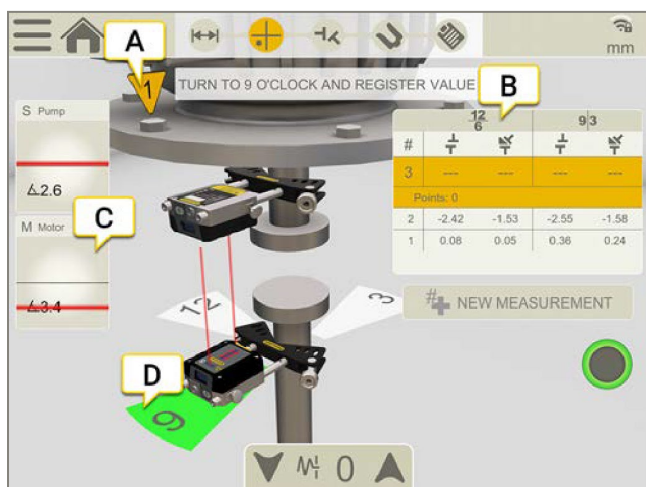 mm
A
1
TURN TO 9 O'CLOCK AND REGISTER VALUE
B
S Pump
2.6
M Motor
C
3.4
12
6
9 3
#
3 --- --- --- ---
Points: 0
2 -2.42 -1.53 -2.55 -1.58
1 0.08 0.05 0.36 0.24
# NEW MEASUREMENT
12
3
D
9
0